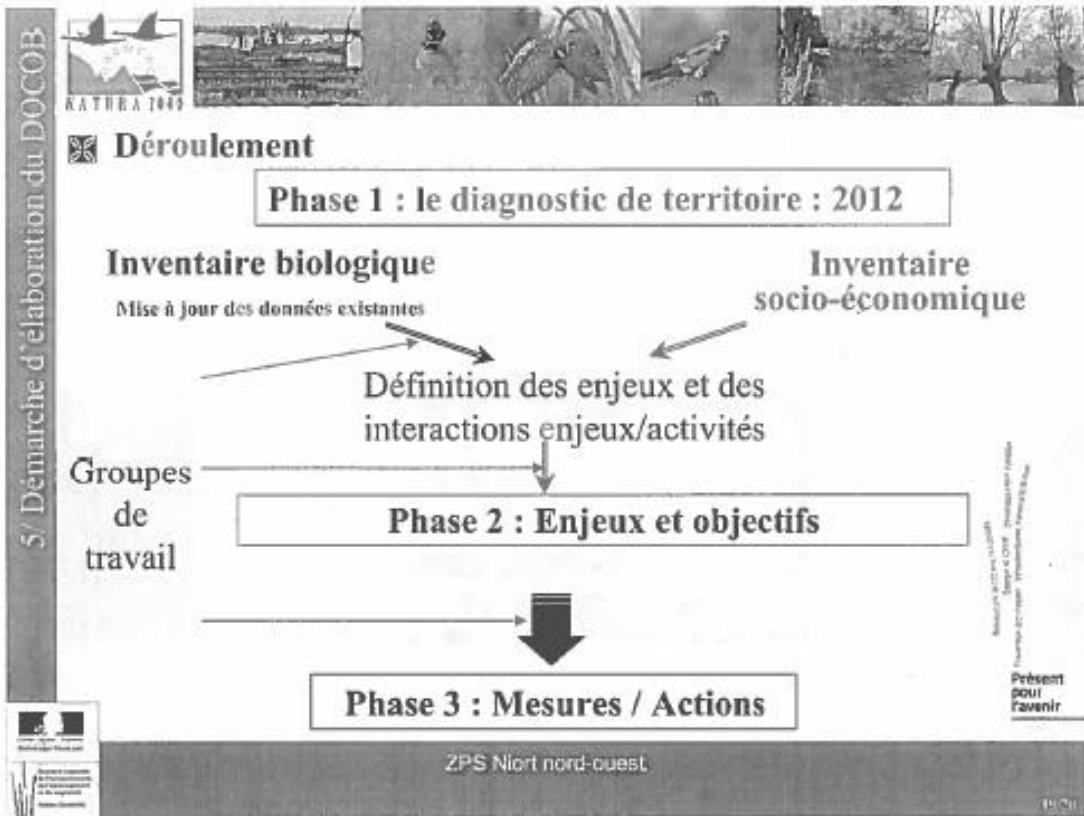 5/ Démarche d'élaboration du DOCOB
NATURA 2000
Déroulement
Phase 1 : le diagnostic de territoire : 2012
Inventaire biologique
Mise à jour des données existantes
Inventaire
socio-économique
Définition des enjeux et des
interactions enjeux/activités
Groupes
de
travail
Phase 2 : Enjeux et objectifs
Phase 3 : Mesures / Actions
Présent
pour
l'avenir
ZPS Niort nord-ouest